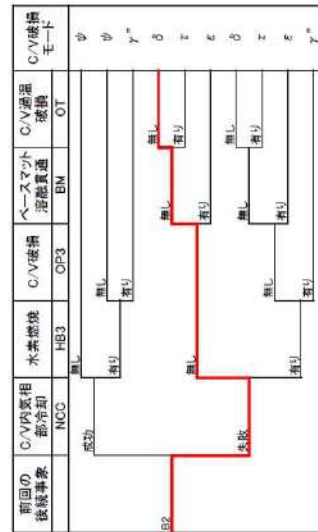 前回の
後続事象
C/V内気相
部冷却
NCC
水素燃焼
HB3
C/V破損
OP3
ベースマット
溶融貫通
BM
C/V過温
破損
OT
C/V破損
モード
B2
成功
失敗
無し
有り
無し
有り
無し
有り
無し
有り
無し
有り
無し
有り
無し
有り
無し
有り
ψ
ψ
γ"
δ
τ
ε
δ
τ
ε
γ"